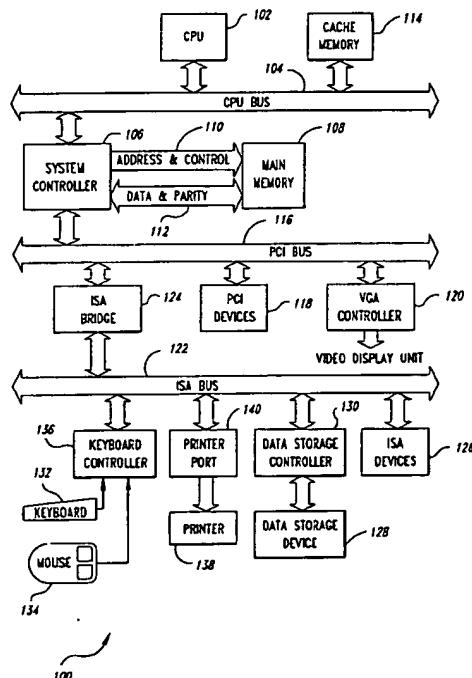 102
CPU
114
CACHE
MEMORY
104
CPU BUS
106
110
108
SYSTEM
CONTROLLER
ADDRESS & CONTROL
MAIN
MEMORY
DATA & PARITY
112
116
PCI BUS
ISA
BRIDGE
124
PCI
DEVICES
118
VGA
CONTROLLER
120
VIDEO DISPLAY UNIT
122
ISA BUS
136
140
130
KEYBOARD
CONTROLLER
PRINTER
PORT
DATA STORAGE
CONTROLLER
ISA
DEVICES
126
132
KEYBOARD
PRINTER
138
DATA STORAGE
DEVICE
128
MOUSE
134
100